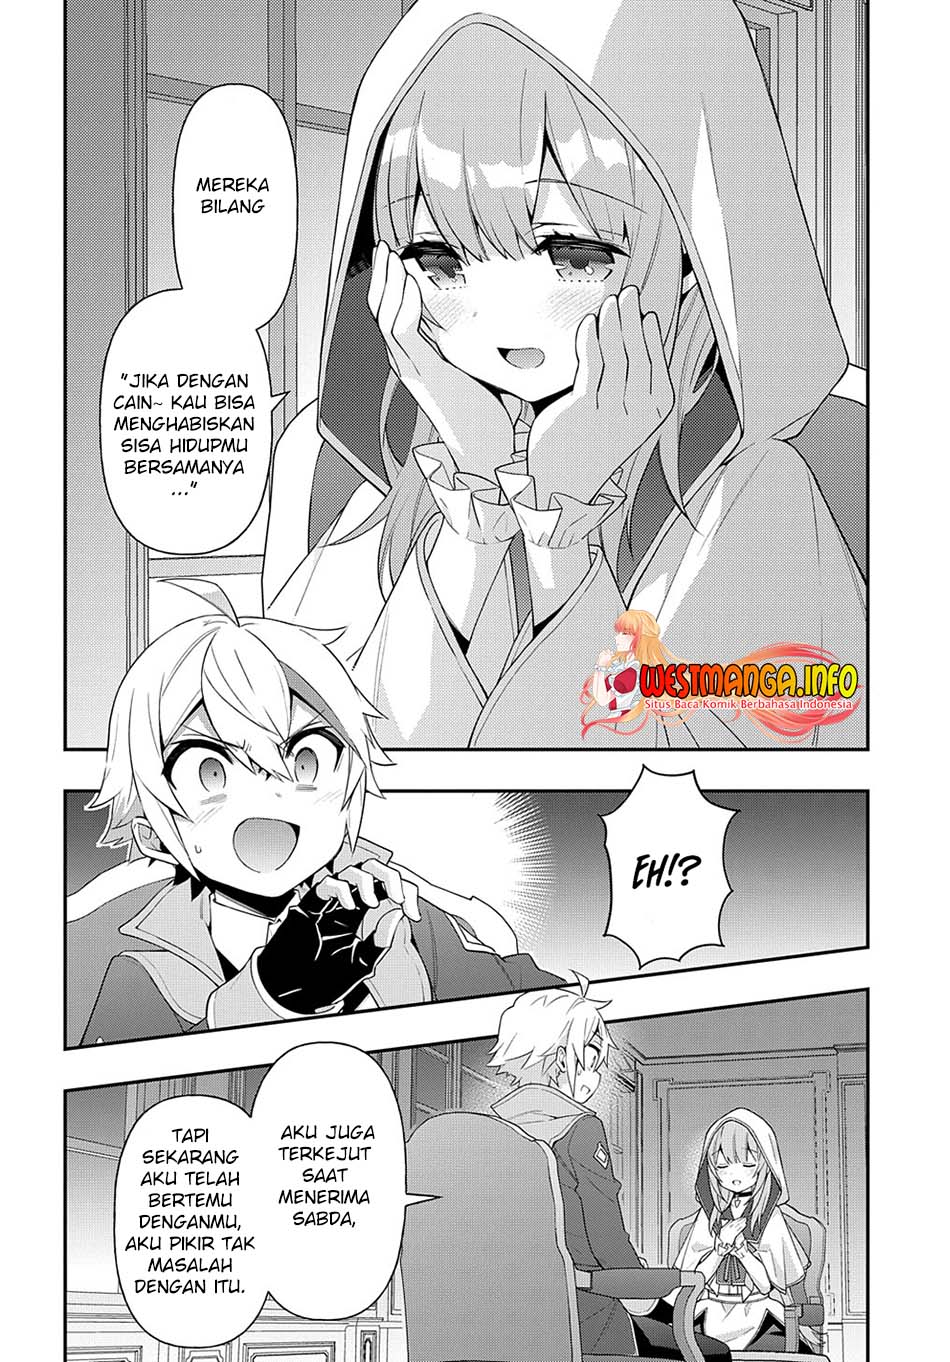 MEREKA
BILANG
"JIKA DENGAN
CAIN~ KAU BISA
MENGHABISKAN
SISA HIDUPMU
BERSAMANYA
..."
WESTMANGA.INFO
Situs Baca Komik Berbahasa Indonesia
EH!?
AKU JUGA
TERKEJUT
SAAT
MENERIMA
SABDA,
TAPI
SEKARANG
AKU TELAH
BERTEMU
DENGANMU,
AKU PIKIR TAK
MASALAH
DENGAN ITU.